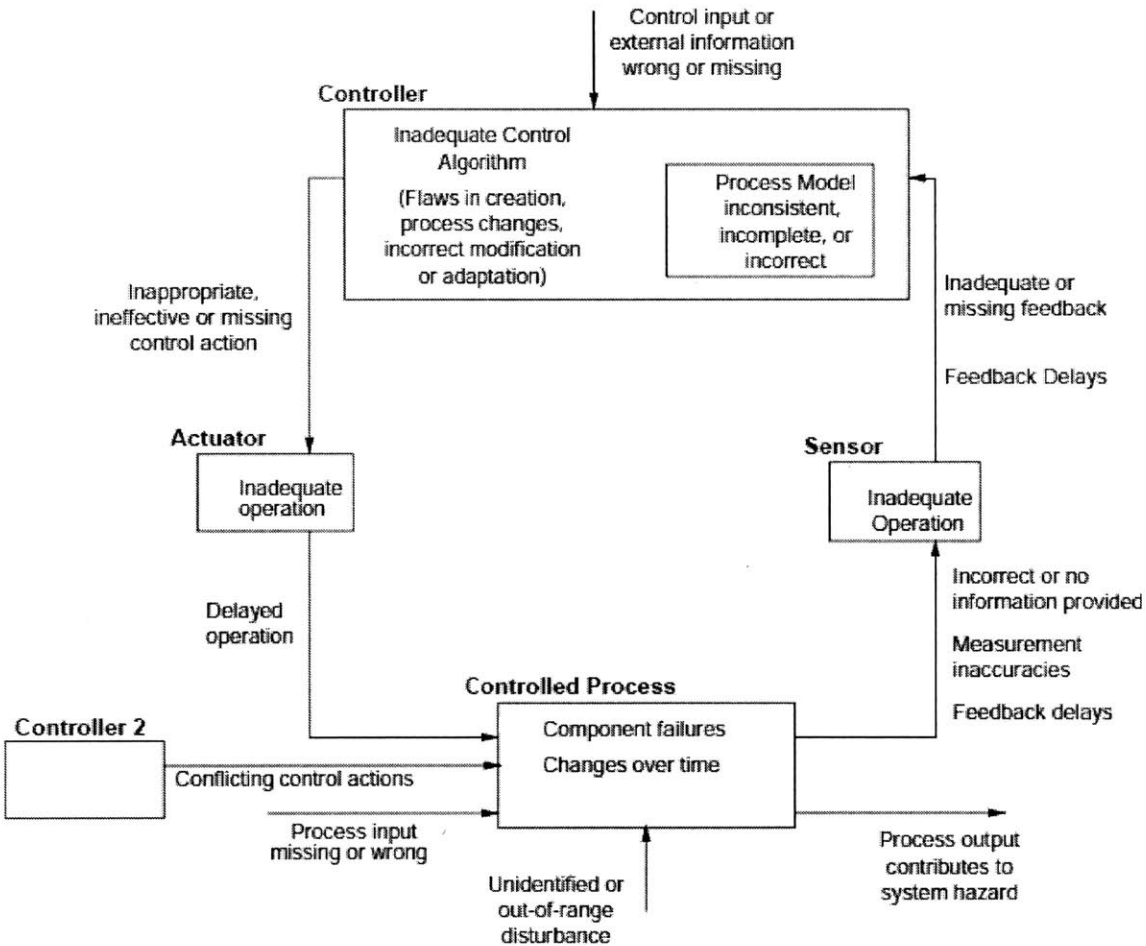 Control input or
external information
wrong or missing
Controller
Inadequate Control
Algorithm
(Flaws in creation,
process changes,
incorrect modification
or adaptation)
Process Model
inconsistent,
incomplete, or
incorrect
Inappropriate,
ineffective or missing
control action
Inadequate or
missing feedback
Feedback Delays
Actuator
Inadequate
operation
Sensor
Inadequate
Operation
Delayed
operation
Incorrect or no
information provided
Measurement
inaccuracies
Feedback delays
Controlled Process
Component failures
Changes over time
Controller 2
Conflicting control actions
Process input
missing or wrong
Unidentified or
out-of-range
disturbance
Process output
contributes to
system hazard